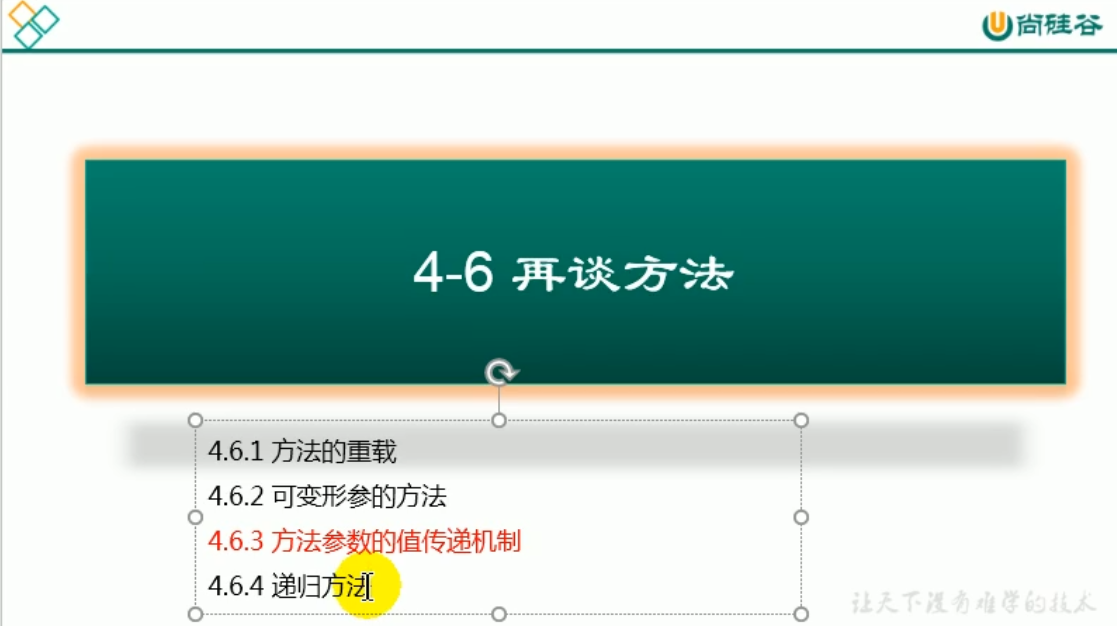 尚硅谷
4-6 再谈方法
4.6.1 方法的重载
4.6.2 可变形参的方法
4.6.3 方法参数的值传递机制
4.6.4 递归方法
让天下没有难学的技术